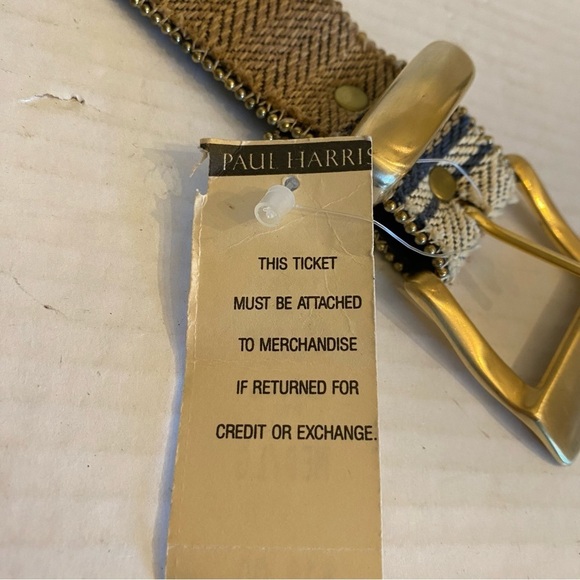 PAUL HARRIS
THIS TICKET
MUST BE ATTACHED
TO MERCHANDISE
IF RETURNED FOR
CREDIT OR EXCHANGE.